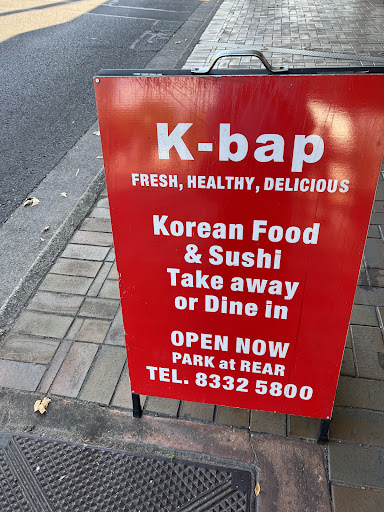 K-bap
FRESH, HEALTHY, DELICIOUS
Korean Food
& Sushi
Take away
or Dine in
OPEN NOW
PARK at REAR
TEL. 8332 5800